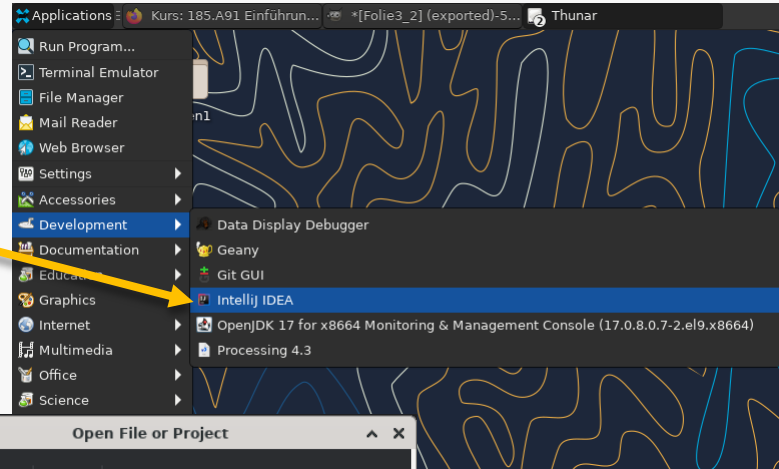 Applications
Kurs: 185.A91 Einführun...
*[Folie3_2] (exported)-5...
2 Thunar
Run Program...
Terminal Emulator
File Manager
Mail Reader
Web Browser
Settings
Accessories
Development
Documentation
Education
Graphics
Internet
Multimedia
Office
Science
en1
Data Display Debugger
Geany
Git GUI
IntelliJ IDEA
OpenJDK 17 for x8664 Monitoring & Management Console (17.0.8.0.7-2.el9.x8664)
Processing 4.3
Open File or Project